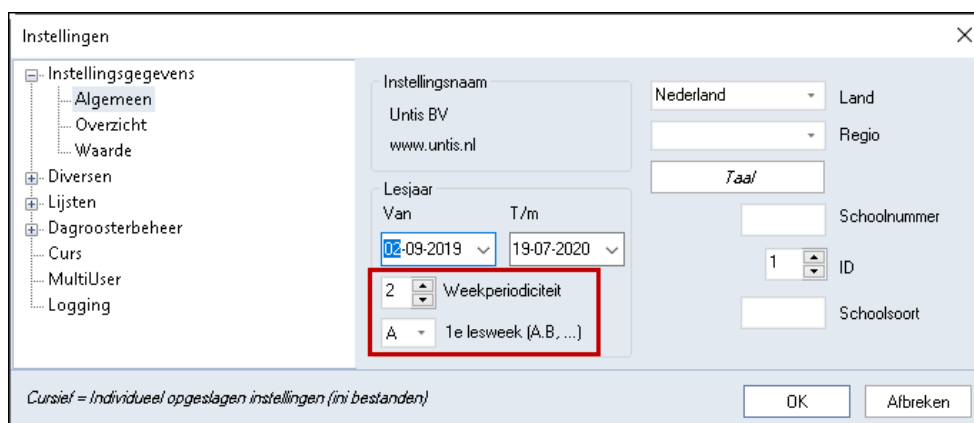 Instellingen
Instellingsgegevens
Algemeen
Overzicht
Waarde
Diversen
Lijsten
Dagroosterbeheer
Curs
MultiUser
Logging
Instellingsnaam
Untis BV
www.untis.nl
Lesjaar
Van T/m
02-09-2019 19-07-2020
2 Weekperiodiciteit
A 1e lesweek (A.B, ...)
Nederland Land
Regio
Taal
Schoolnummer
1 ID
Schoolsoort
Cursief = Individueel opgeslagen instellingen (ini bestanden)
OK Afbreken